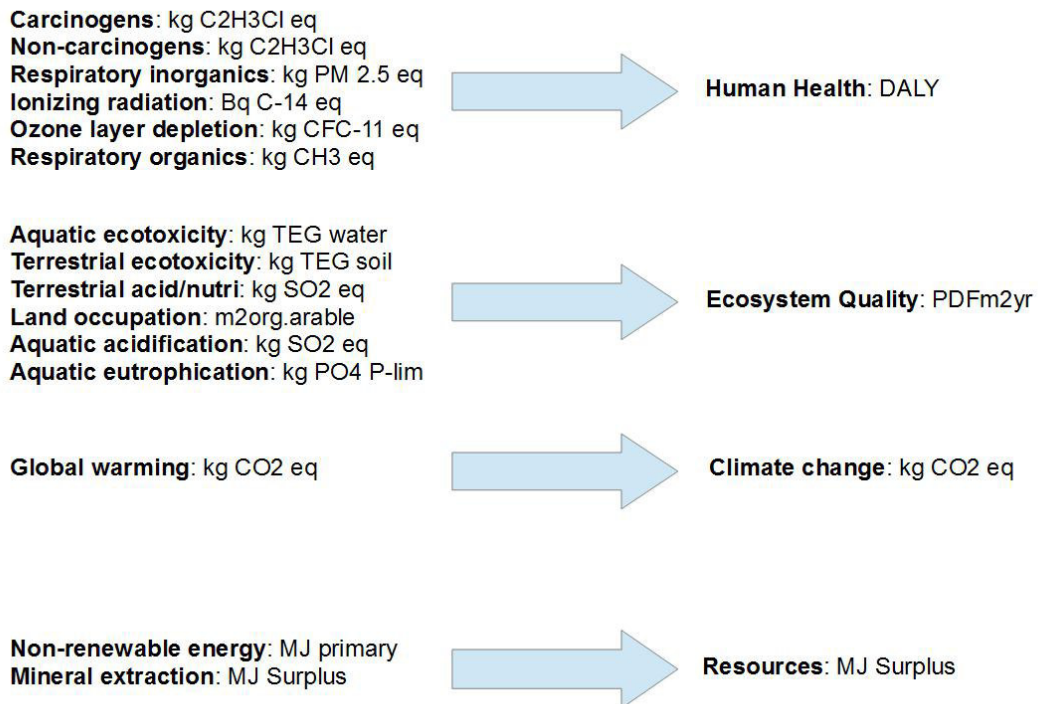 Carcinogens: kg C2H3Cl eq
Non-carcinogens: kg C2H3Cl eq
Respiratory inorganics: kg PM 2.5 eq
Ionizing radiation: Bq C-14 eq
Ozone layer depletion: kg CFC-11 eq
Respiratory organics: kg CH3 eq
Human Health: DALY
Aquatic ecotoxicity: kg TEG water
Terrestrial ecotoxicity: kg TEG soil
Terrestrial acid/nutri: kg SO2 eq
Land occupation: m2org.arable
Aquatic acidification: kg SO2 eq
Aquatic eutrophication: kg PO4 P-lim
Ecosystem Quality: PDFm2yr
Global warming: kg CO2 eq
Climate change: kg CO2 eq
Non-renewable energy: MJ primary
Mineral extraction: MJ Surplus
Resources: MJ Surplus